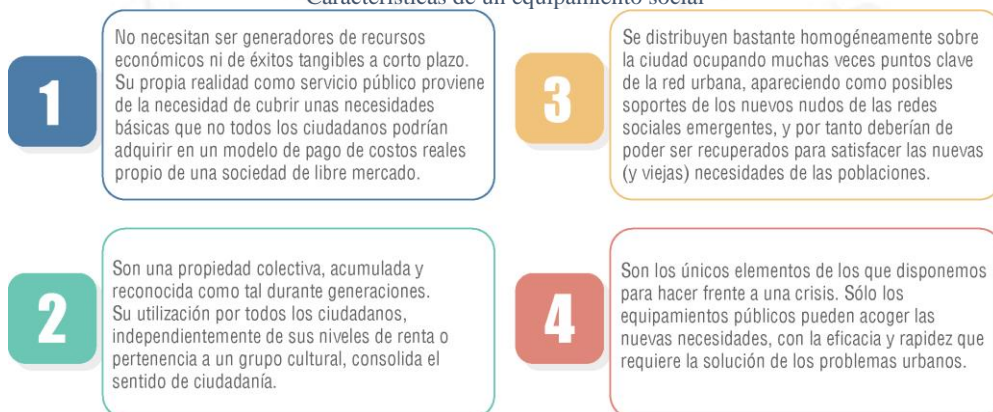 Características de un equipamiento social
1
No necesitan ser generadores de recursos
económicos ni de éxitos tangibles a corto plazo.
Su propia realidad como servicio público proviene
de la necesidad de cubrir unas necesidades
básicas que no todos los ciudadanos podrían
adquirir en un modelo de pago de costos reales
propio de una sociedad de libre mercado.
2
Son una propiedad colectiva, acumulada y
reconocida como tal durante generaciones.
Su utilización por todos los ciudadanos,
independientemente de sus niveles de renta o
pertenencia a un grupo cultural, consolida el
sentido de ciudadanía.
3
Se distribuyen bastante homogéneamente sobre
la ciudad ocupando muchas veces puntos clave
de la red urbana, apareciendo como posibles
soportes de los nuevos nudos de las redes
sociales emergentes, y por tanto deberían de
poder ser recuperados para satisfacer las nuevas
(y viejas) necesidades de las poblaciones.
4
Son los únicos elementos de los que disponemos
para hacer frente a una crisis. Sólo los
equipamientos públicos pueden acoger las
nuevas necesidades, con la eficacia y rapidez que
requiere la solución de los problemas urbanos.